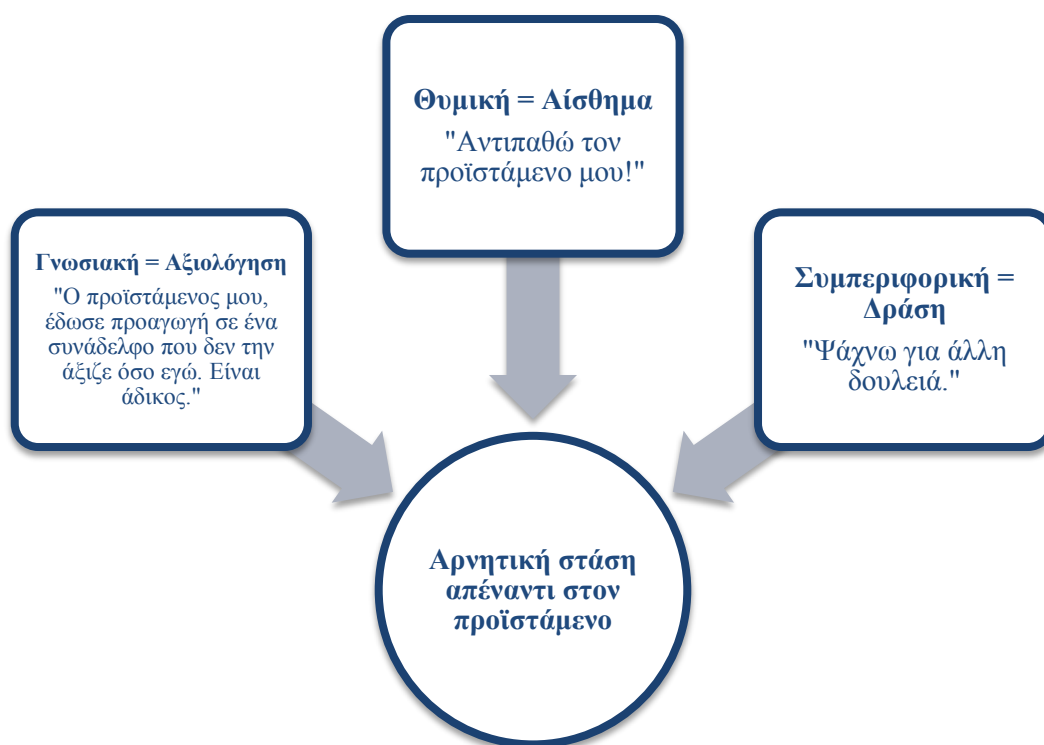 Θυμική = Αίσθημα
"Αντιπαθώ τον
προϊστάμενο μου!"
Γνωσιακή = Αξιολόγηση
"Ο προϊστάμενος μου,
έδωσε προαγωγή σε ένα
συνάδελφο που δεν την
άξιζε όσο εγώ. Είναι
άδικος."
Συμπεριφορική =
Δράση
"Ψάχνω για άλλη
δουλειά."
Αρνητική στάση
απέναντι στον
προϊστάμενο